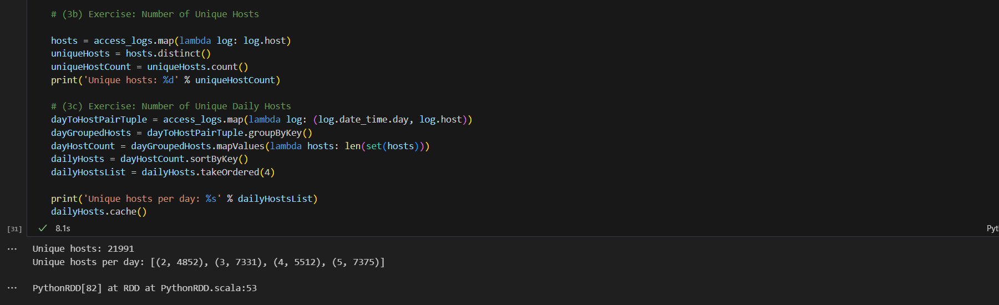 # (3b) Exercise: Number of Unique Hosts
hosts = access_logs.map(lambda log: log.host)
uniqueHosts = hosts.distinct()
uniqueHostCount = uniqueHosts.count()
print('Unique hosts: %d' % uniqueHostCount)
# (3c) Exercise: Number of Unique Daily Hosts
dayToHostPairTuple = access_logs.map(lambda log: (log.date_time.day, log.host))
dayGroupedHosts = dayToHostPairTuple.groupByKey()
dayHostCount = dayGroupedHosts.mapValues(lambda hosts: len(set(hosts)))
dailyHosts = dayHostCount.sortByKey()
dailyHostsList = dailyHosts.takeOrdered(4)
print('Unique hosts per day: %s' % dailyHostsList)
dailyHosts.cache()
[31] 8.1s Pyt
... Unique hosts: 21991
Unique hosts per day: [(2, 4852), (3, 7331), (4, 5512), (5, 7375)]
... PythonRDD[82] at RDD at PythonRDD.scala:53